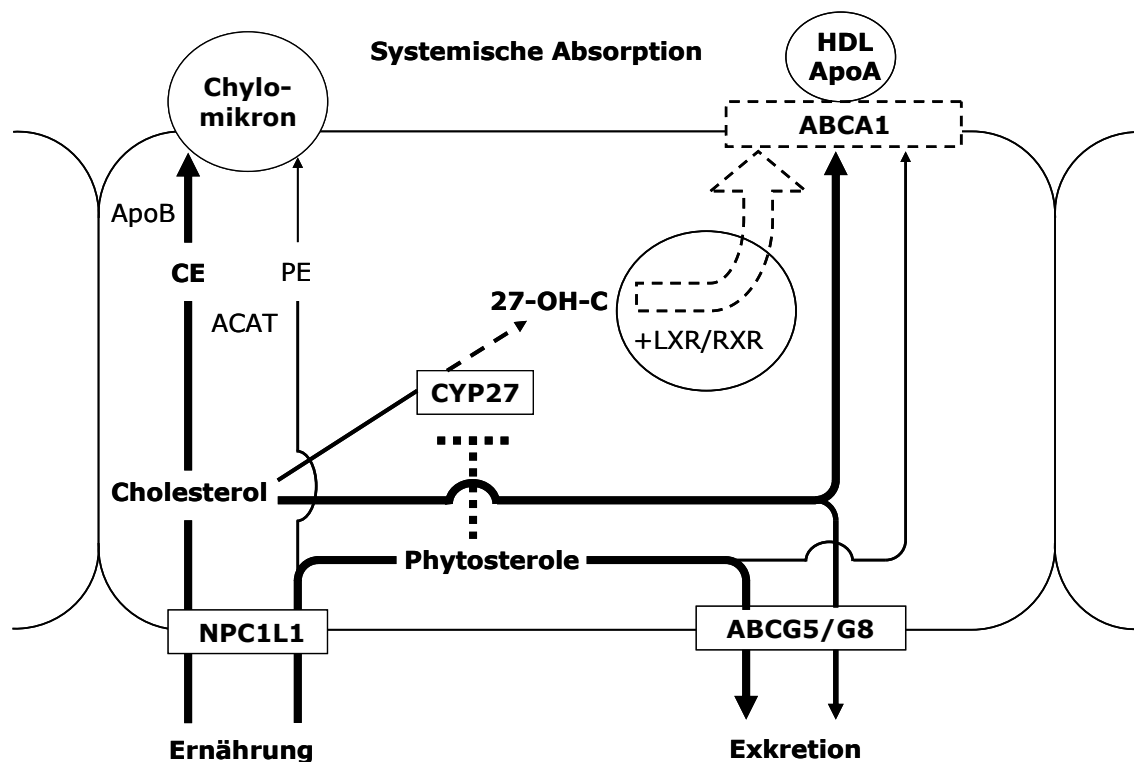 Systemische Absorption
HDL
ApoA
Chylo-
mikron
ABCA1
ApoB
CE
PE
ACAT
27-OH-C
+LXR/RXR
CYP27
Cholesterol
Phytosterole
NPC1L1
ABCG5/G8
Ernährung
Exkretion